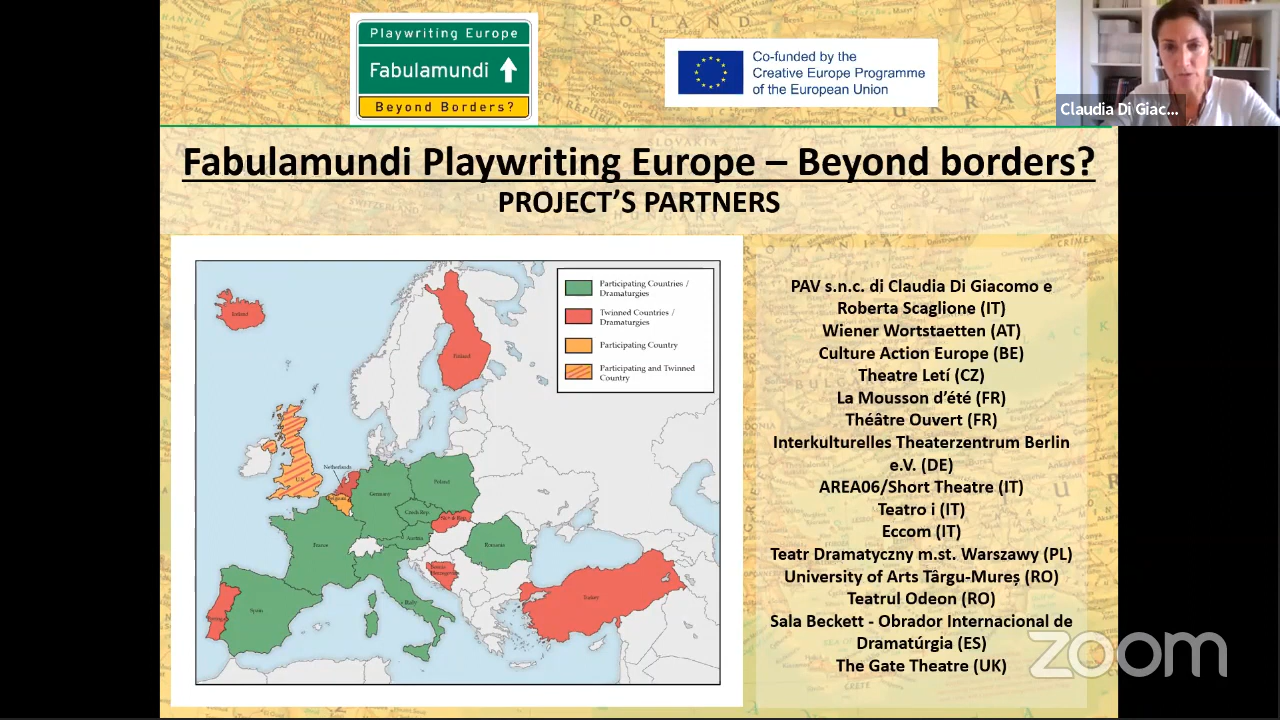 Playwriting Europe
Fabulamundi
Beyond Borders?
Co-funded by the
Creative Europe Programme
of the European Union
Claudia Di Giac...
POLAND
Fabulamundi Playwriting Europe – Beyond borders?
PROJECT'S PARTNERS
Participating Countries /
Dramaturgies
Twinned Countries /
Dramaturgies
Participating Country
Participating and Twinned
Country
Iceland
Finland
Netherlands
UK
Belgium
Germany
Poland
Czech Rep.
Austria
France
Romania
Italy
Spain
Portugal
Turkey
PAV s.n.c. di Claudia Di Giacomo e
Roberta Scaglione (IT)
Wiener Wortstaetten (AT)
Culture Action Europe (BE)
Theatre Letí (CZ)
La Mousson d'été (FR)
Théâtre Ouvert (FR)
Interkulturelles Theaterzentrum Berlin
e.V. (DE)
AREA06/Short Theatre (IT)
Teatro i (IT)
Eccom (IT)
Teatr Dramatyczny m.st. Warszawy (PL)
University of Arts Târgu-Mureș (RO)
Teatrul Odeon (RO)
Sala Beckett - Obrador Internacional de
Dramatúrgia (ES)
The Gate Theatre (UK)
zoom